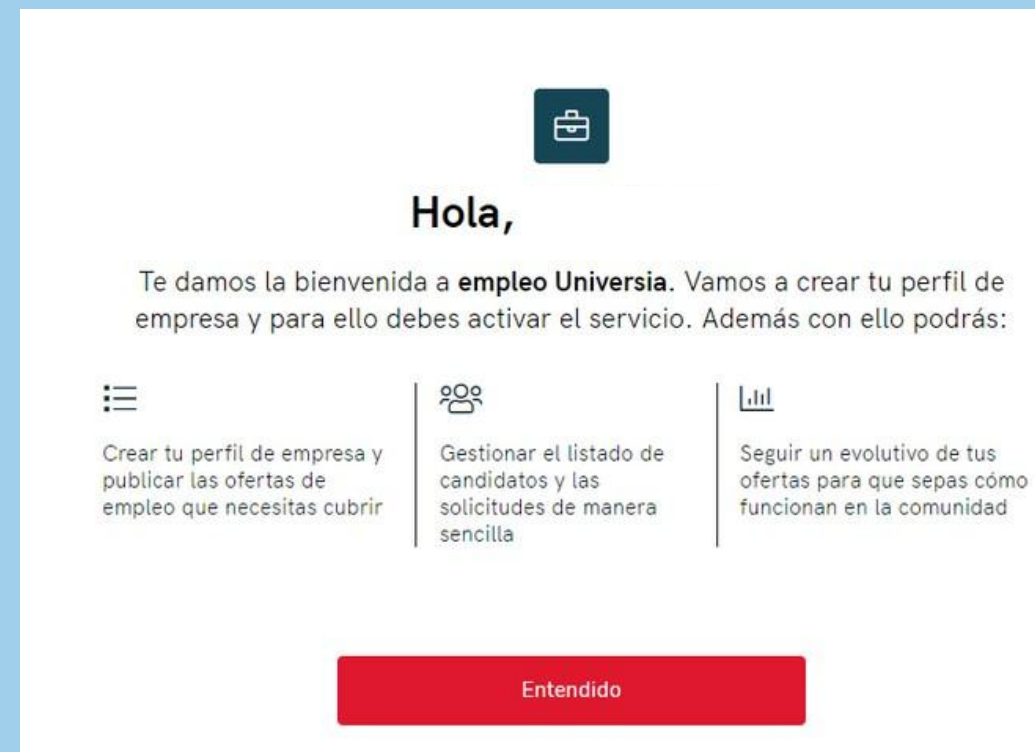 Hola,
Te damos la bienvenida a empleo Universia. Vamos a crear tu perfil de
empresa y para ello debes activar el servicio. Además con ello podrás:
Crear tu perfil de empresa y
publicar las ofertas de
empleo que necesitas cubrir
Gestionar el listado de
candidatos y las
solicitudes de manera
sencilla
Seguir un evolutivo de tus
ofertas para que sepas cómo
funcionan en la comunidad
Entendido